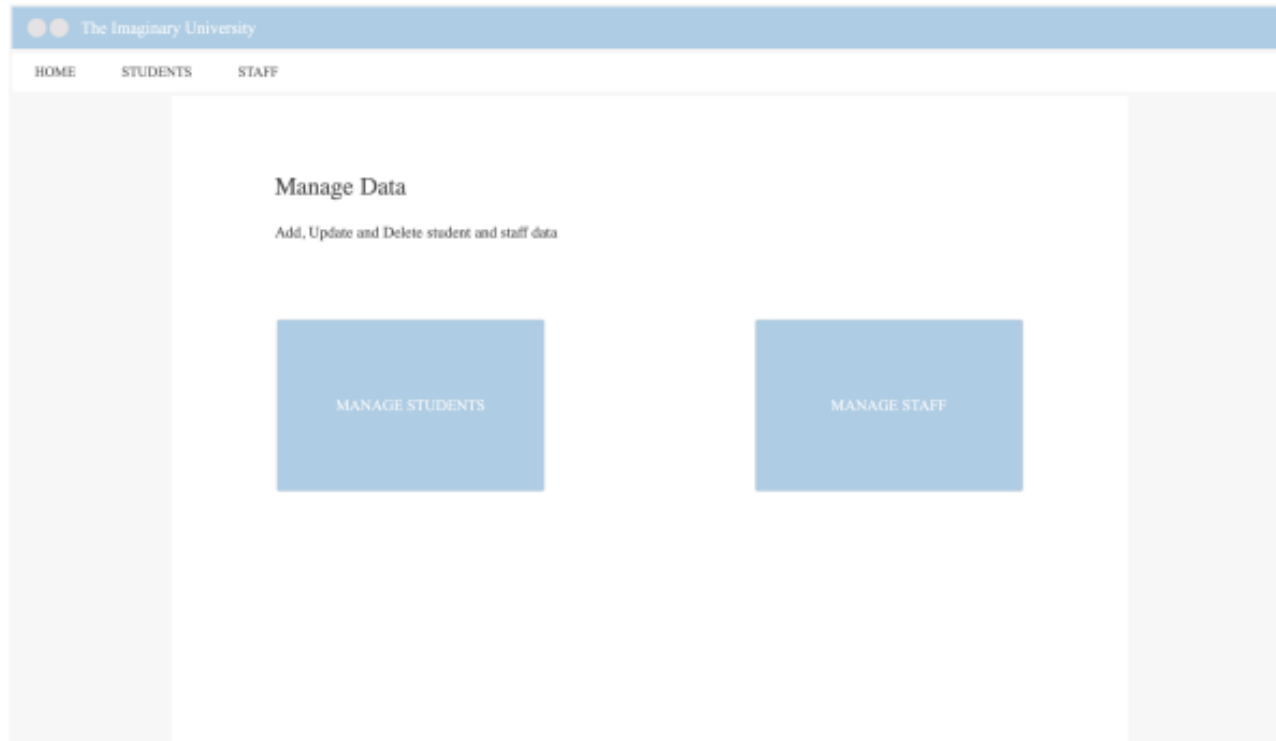 The Imaginary University
HOME STUDENTS STAFF
Manage Data
Add, Update and Delete student and staff data
MANAGE STUDENTS MANAGE STAFF